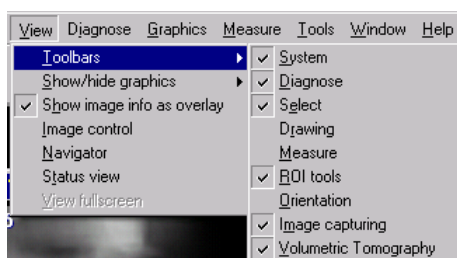 View Diagnose Graphics Measure Tools Window Help
Toolbars
Show/hide graphics
Show image info as overlay
Image control
Navigator
Status view
View fullscreen
System
Diagnose
Select
Drawing
Measure
ROI tools
Orientation
Image capturing
Volumetric Tomography